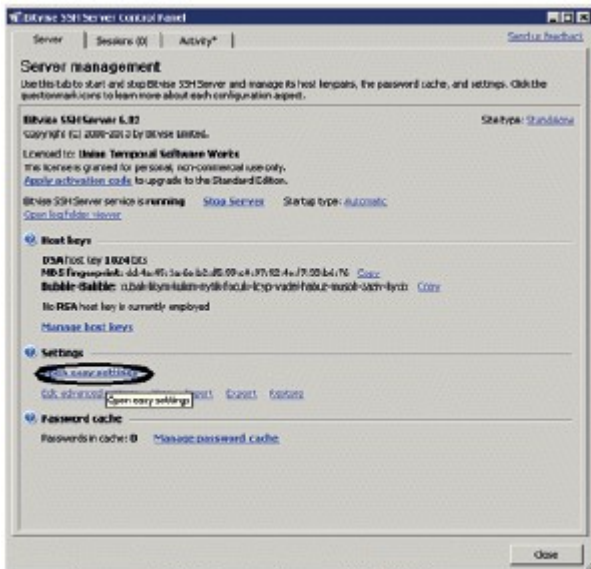 Bitvise SSH Server Control Panel
Server Sessions (0) Activity* Send us feedback
Server management
Use this tab to start and stop Bitvise SSH Server and manage its host keypairs, the password cache, and settings. Click the
questionmark icons to learn more about each configuration aspect.
Bitvise SSH Server 6.02 Site type: Standalone
Copyright (C) 2000-2013 by Bitvise Limited.
Licensed to: Temporal Software Works
This license is granted for personal, non-commercial use only.
Apply activation code to upgrade to the Standard Edition.
Bitvise SSH Server service is running Stop Server Startup type: Automatic
Open log folder viewer
Host keys
DSA host key 1024 bits
MD5 fingerprint: Copy
Bubble-Babble: Copy
No RSA host key is currently employed
Manage host keys
Settings
Open easy settings
Edit advanced Import Export Restore
Open easy settings
Password cache
Passwords in cache: 0 Manage password cache
Close